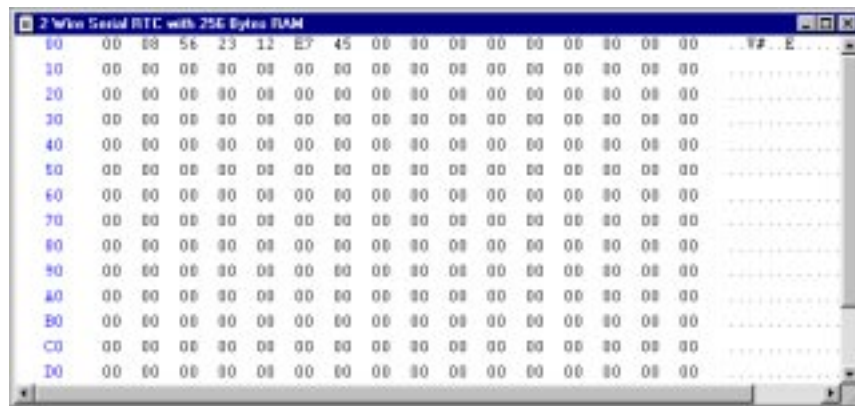 2 Wire Serial RTC with 256 Bytes RAM
00 00 08 56 23 12 E7 45 00 00 00 00 00 00 00 00 00 ..V#..E.........
10 00 00 00 00 00 00 00 00 00 00 00 00 00 00 00 00 ................
20 00 00 00 00 00 00 00 00 00 00 00 00 00 00 00 00 ................
30 00 00 00 00 00 00 00 00 00 00 00 00 00 00 00 00 ................
40 00 00 00 00 00 00 00 00 00 00 00 00 00 00 00 00 ................
50 00 00 00 00 00 00 00 00 00 00 00 00 00 00 00 00 ................
60 00 00 00 00 00 00 00 00 00 00 00 00 00 00 00 00 ................
70 00 00 00 00 00 00 00 00 00 00 00 00 00 00 00 00 ................
80 00 00 00 00 00 00 00 00 00 00 00 00 00 00 00 00 ................
90 00 00 00 00 00 00 00 00 00 00 00 00 00 00 00 00 ................
A0 00 00 00 00 00 00 00 00 00 00 00 00 00 00 00 00 ................
B0 00 00 00 00 00 00 00 00 00 00 00 00 00 00 00 00 ................
C0 00 00 00 00 00 00 00 00 00 00 00 00 00 00 00 00 ................
D0 00 00 00 00 00 00 00 00 00 00 00 00 00 00 00 00 ................